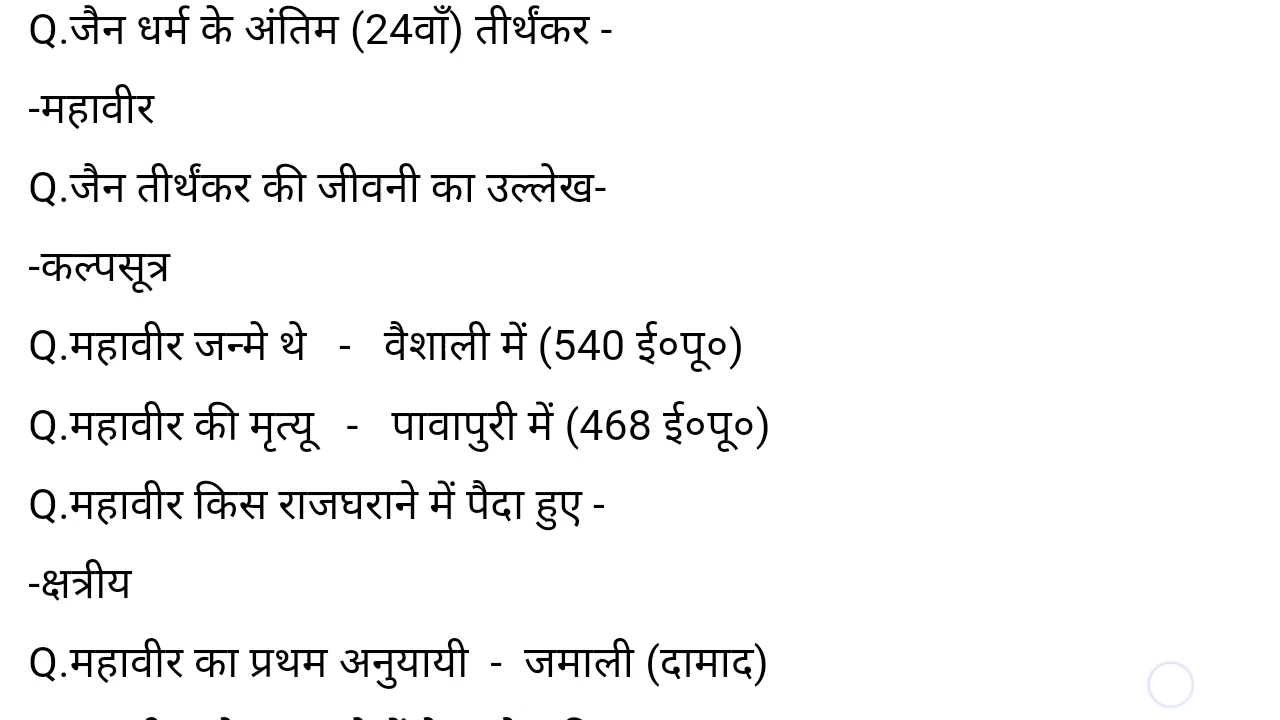 Q.जैन धर्म के अंतिम (24वाँ) तीर्थंकर -
-महावीर
Q.जैन तीर्थंकर की जीवनी का उल्लेख-
-कल्पसूत्र
Q.महावीर जन्मे थे - वैशाली में (540 ई०पू०)
Q.महावीर की मृत्यू - पावापुरी में (468 ई०पू०)
Q.महावीर किस राजघराने में पैदा हुए -
-क्षत्रीय
Q.महावीर का प्रथम अनुयायी - जमाली (दामाद)